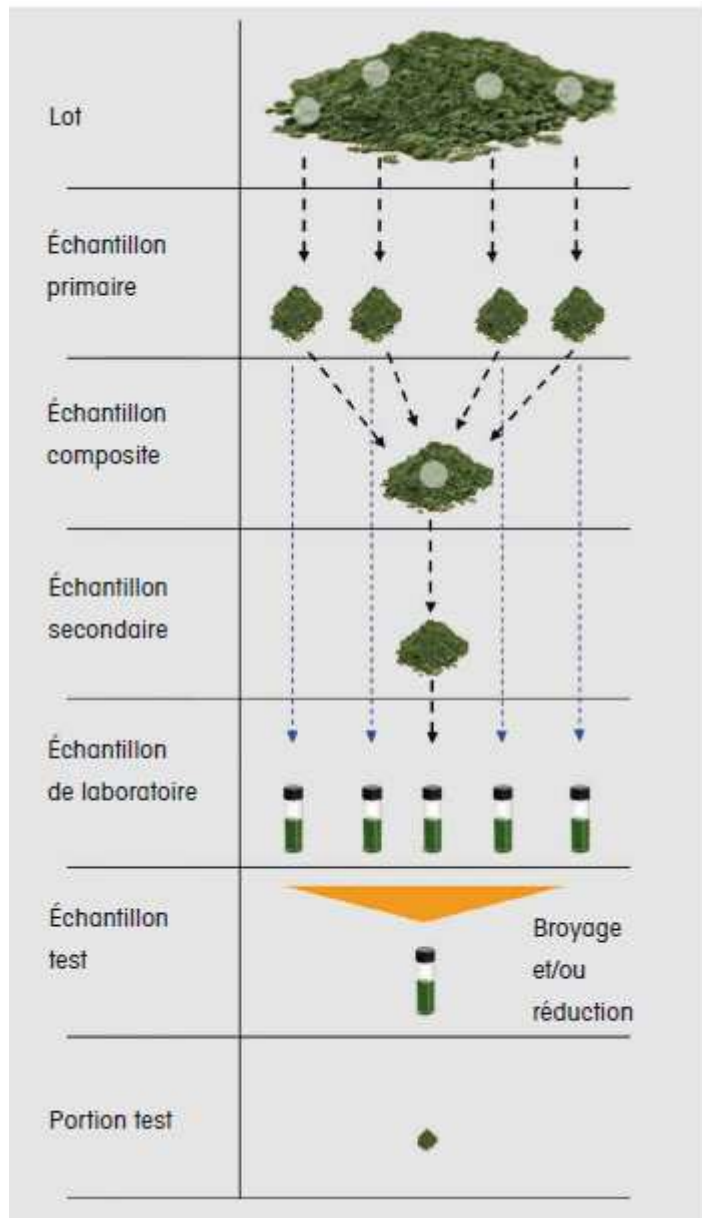 Lot
Échantillon
primaire
Échantillon
composite
Échantillon
secondaire
Échantillon
de laboratoire
Échantillon
test
Broyage
et/ou
réduction
Portion test